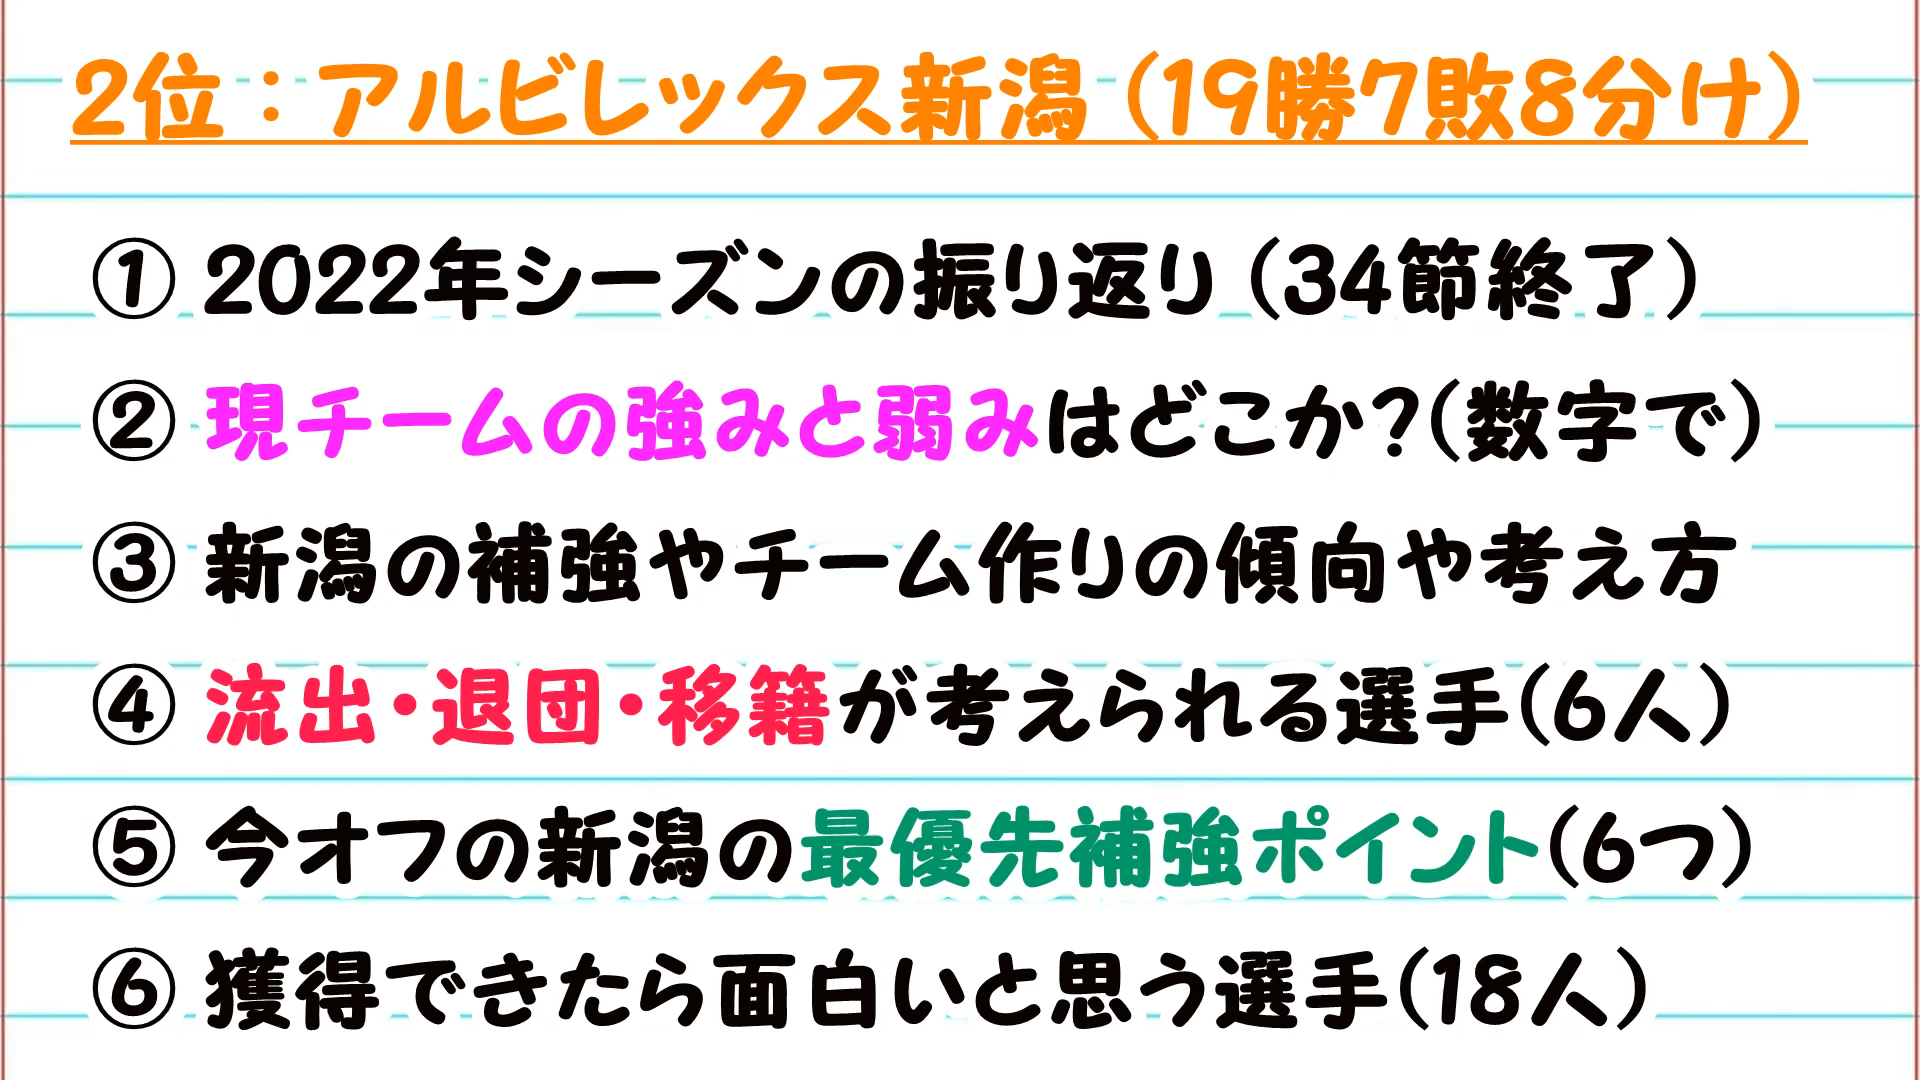 2位：アルビレックス新潟（19勝7敗8分け）
① 2022年シーズンの振り返り（34節終了）
② 現チームの強みと弱みはどこか？(数字で)
③ 新潟の補強やチーム作りの傾向や考え方
④ 流出・退団・移籍が考えられる選手(6人)
⑤ 今オフの新潟の最優先補強ポイント(6つ)
⑥ 獲得できたら面白いと思う選手(18人)